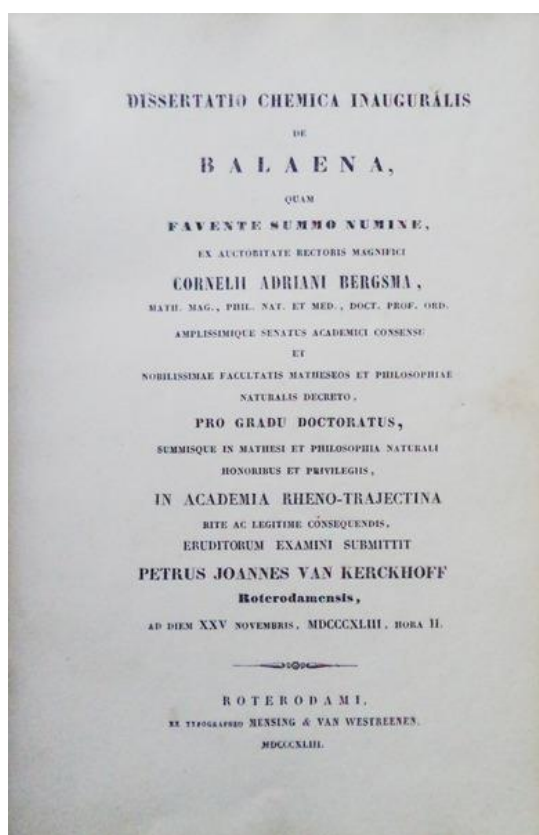 DISSERTATIO CHEMICA INAUGURALIS
DE
BALAENA,
QUAM
FAVENTE SUMMO NUMINE,
EX AUCTORITATE RECTORIS MAGNIFICI
CORNELII ADRIANI BERGSMA,
MATH. MAG., PHIL. NAT. ET MED., DOCT. PROF. ORD.
AMPLISSIMIQUE SENATUS ACADEMICI CONSENSU
ET
NOBILISSIMAE FACULTATIS MATHESEOS ET PHILOSOPHIAE
NATURALIS DECRETO,
PRO GRADU DOCTORATUS,
SUMMISQUE IN MATHESI ET PHILOSOPHIA NATURALI
HONORIBUS ET PRIVILEGIIS,
IN ACADEMIA RHENO-TRAJECTINA
RITE AC LEGITIME CONSEQUENDIS,
ERUDITORUM EXAMINI SUBMITTIT
PETRUS JOANNES VAN KERCKHOFF
Roterodamensis,
AD DIEM XXV NOVEMBRIS, MDCCCXLIII, HORA II.
ROTERODAMI,
EX TYPOGRAPHEO MENSING & VAN WESTREENEN.
MDCCCXLIII.